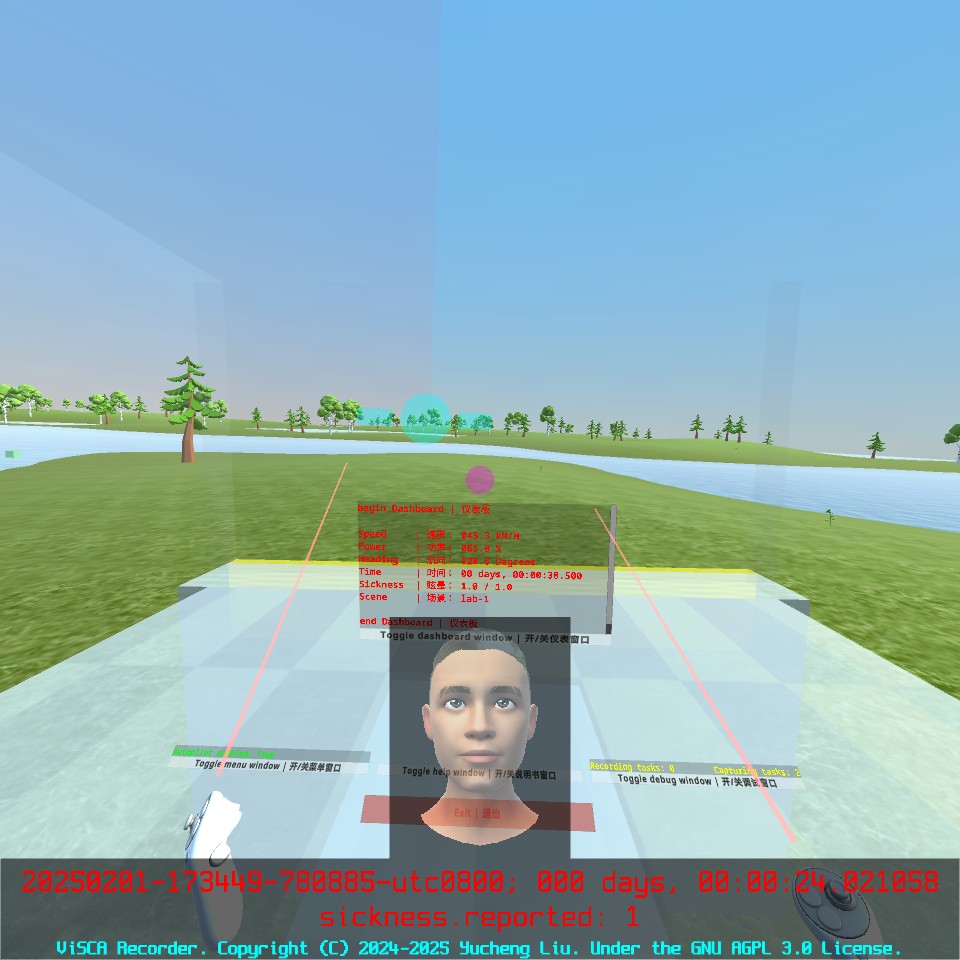 begin Dashboard | 仪表板
Speed | 速度: 045.3 kM/H
Power | 功率: 065.0 %
Heading | 航向: Degrees
Time | 时间: 00 days, 00:00:38.500
Sickness | 眩晕: 1.0 / 1.0
Scene | 场景: lab-1
end Dashboard | 仪表板
Toggle dashboard window | 开/关仪表窗口
Toggle menu window | 开/关菜单窗口
Toggle help window | 开/关说明书窗口
Recording tasks: 0 Capturing tasks: 2
Toggle debug window | 开/关调试窗口
Exit | 退出
20250201-173449-780885-utc0800; 000 days, 00:00:24.021058
sickness.reported: 1
ViSCA Recorder. Copyright (C) 2024-2025 Yucheng Liu. Under the GNU AGPL 3.0 License.